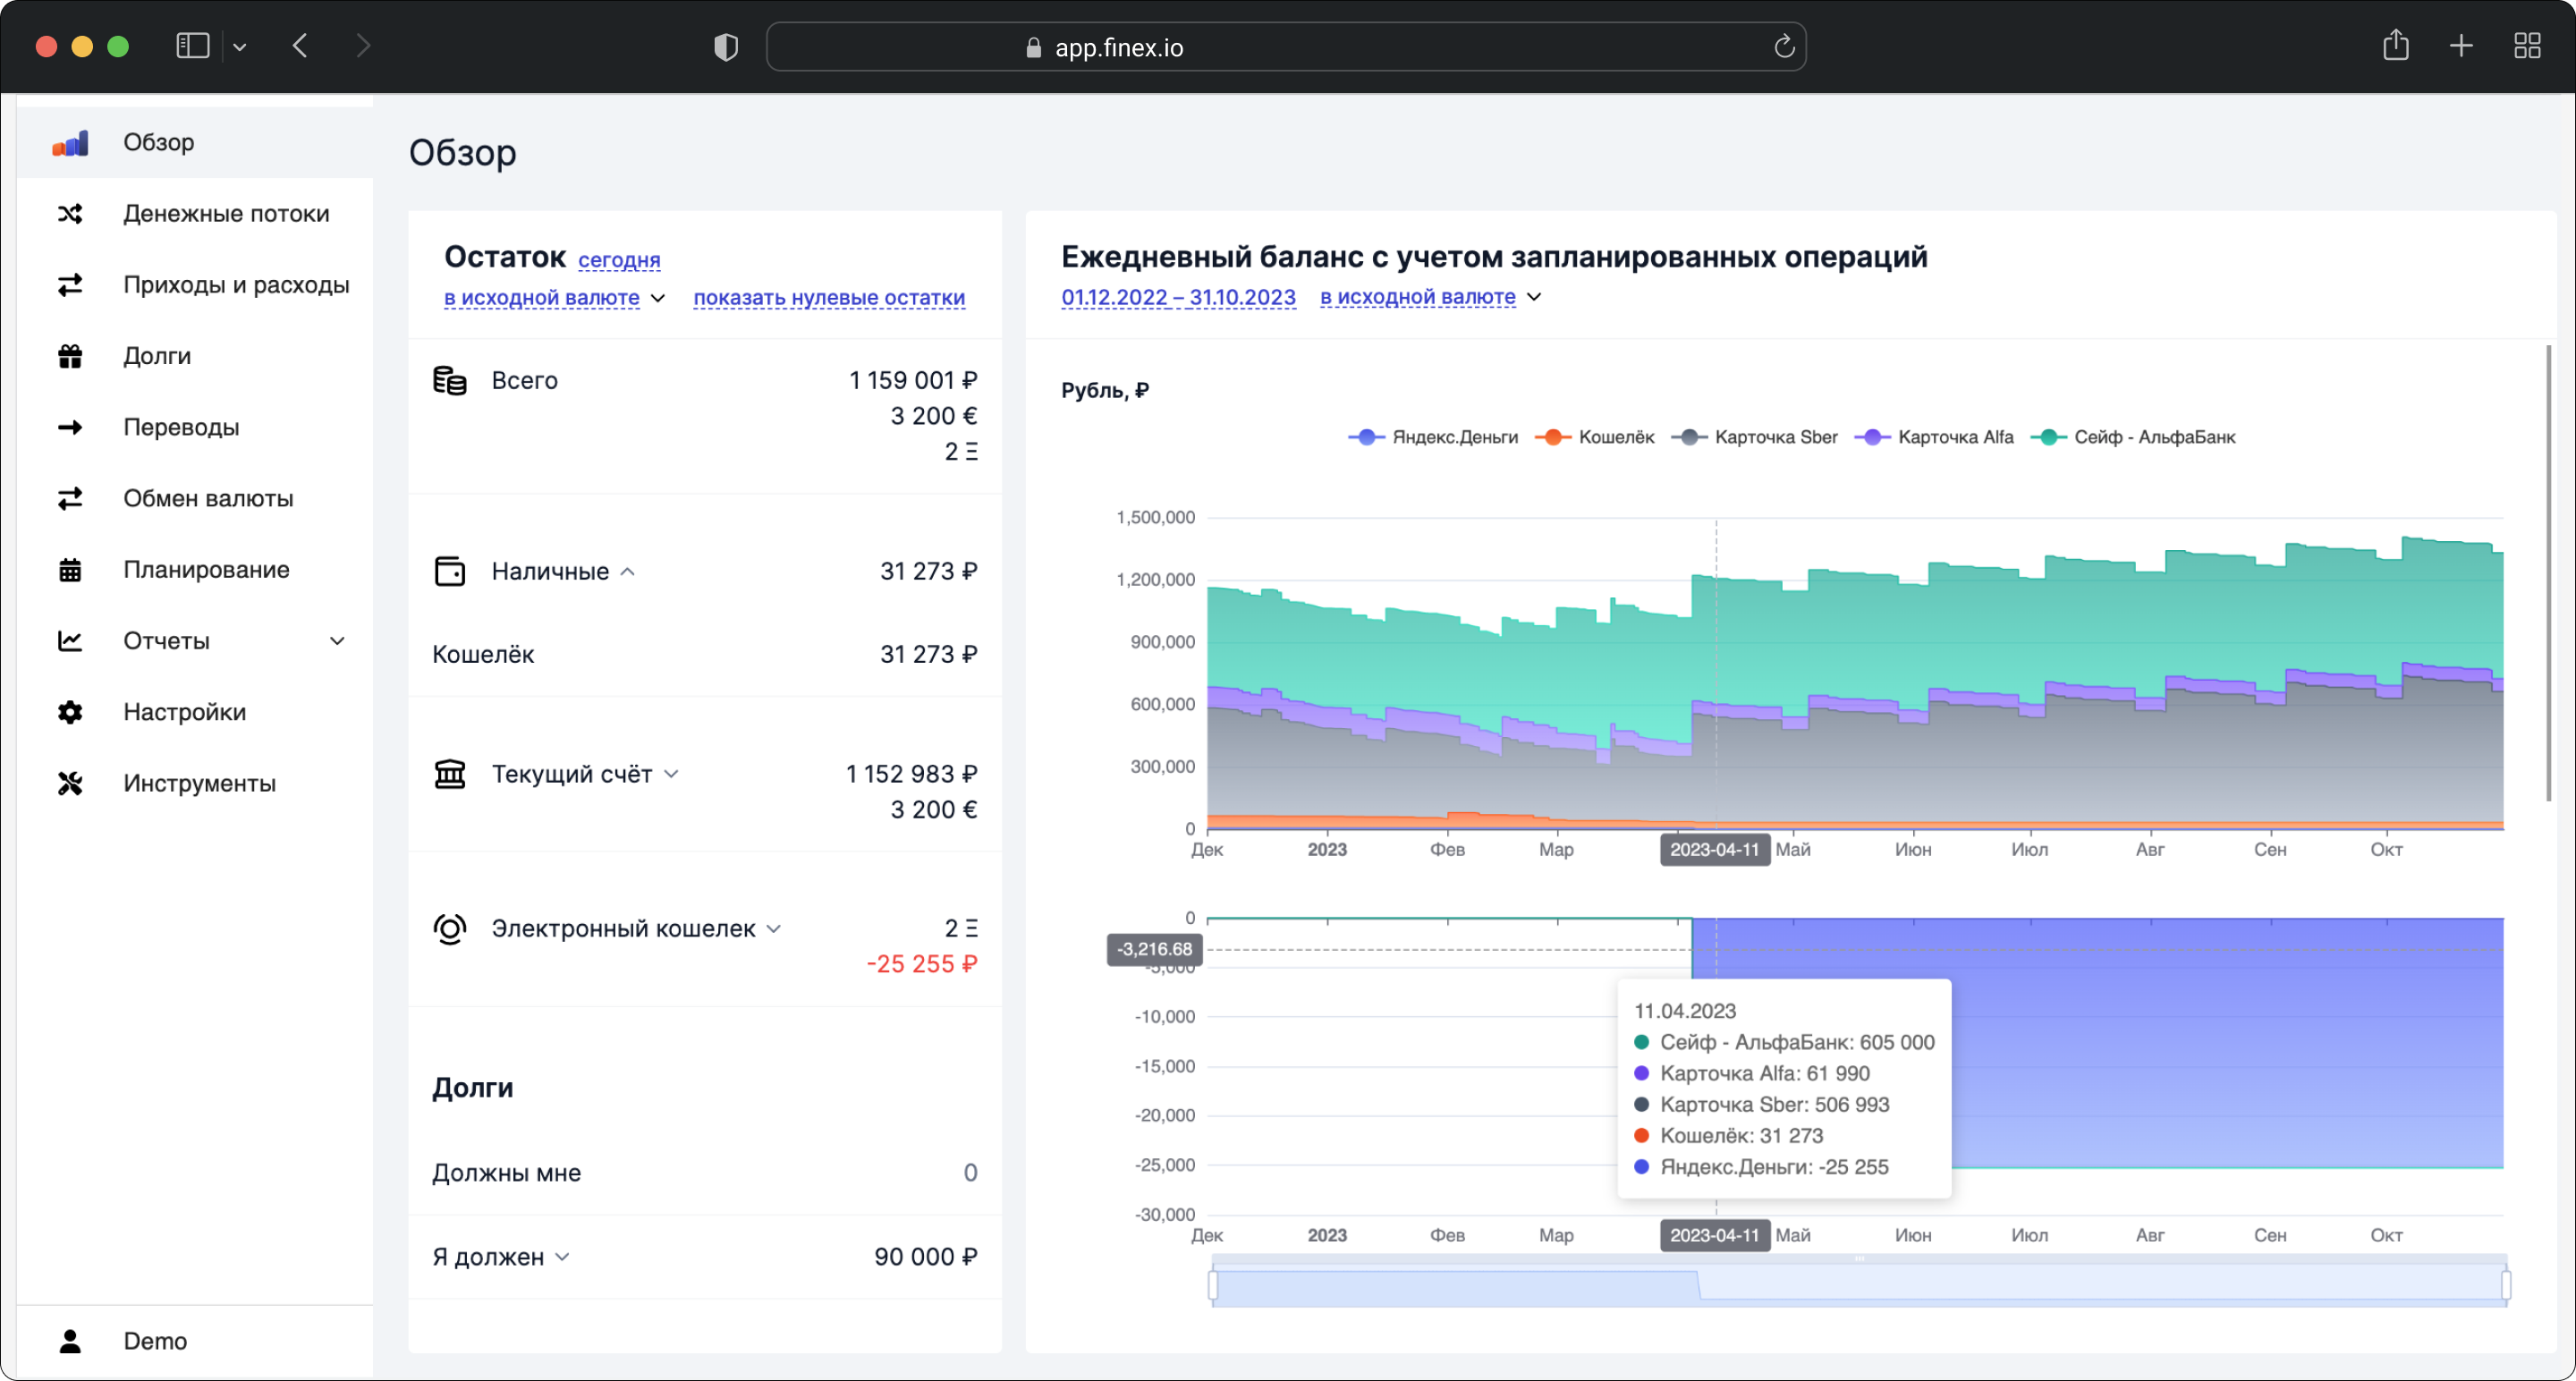 app.finex.io
Обзор
Денежные потоки
Приходы и расходы
Долги
Переводы
Обмен валюты
Планирование
Отчеты
Настройки
Инструменты
Demo
Обзор
Остаток сегодня
в исходной валюте показать нулевые остатки
Всего 1 159 001 ₽
3 200 €
2 Ξ
Наличные 31 273 ₽
Кошелёк 31 273 ₽
Текущий счёт 1 152 983 ₽
3 200 €
Электронный кошелек 2 Ξ
-25 255 ₽
Долги
Должны мне 0
Я должен 90 000 ₽
Ежедневный баланс с учетом запланированных операций
01.12.2022 – 31.10.2023 в исходной валюте
Рубль, ₽
Яндекс.Деньги Кошелёк Карточка Sber Карточка Alfa Сейф - АльфаБанк
1,500,000
1,200,000
900,000
600,000
300,000
0
Дек 2023 Фев Мар 2023-04-11 Май Июн Июл Авг Сен Окт
0
-3,216.68
-5,000
-10,000
-15,000
-20,000
-25,000
-30,000
11.04.2023
Сейф - АльфаБанк: 605 000
Карточка Alfa: 61 990
Карточка Sber: 506 993
Кошелёк: 31 273
Яндекс.Деньги: -25 255
Дек 2023 Фев Мар 2023-04-11 Май Июн Июл Авг Сен Окт